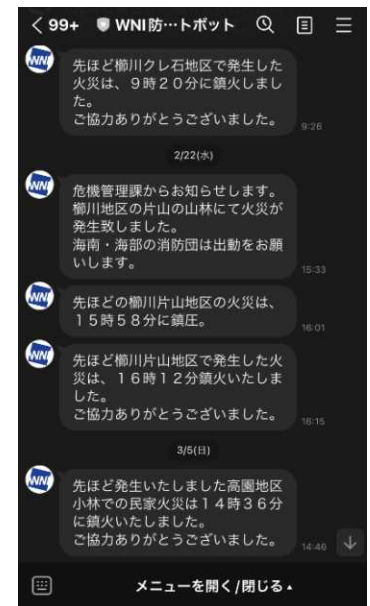 99+ WNI防…トボット
先ほど櫛川クレ石地区で発生した
火災は、9時20分に鎮火しまし
た。
ご協力ありがとうございました。
9:26
2/22(水)
危機管理課からお知らせします。
櫛川地区の片山の山林にて火災が
発生致しました。
海南・海部の消防団は出動をお願
いします。
15:33
先ほどの櫛川片山地区の火災は、
15時58分に鎮圧。
16:01
先ほど櫛川片山地区で発生した火
災は、16時12分鎮火いたしま
した。
ご協力ありがとうございました。
16:15
3/5(日)
先ほど発生いたしました高園地区
小林での民家火災は14時36分
に鎮火いたしました。
ご協力ありがとうございました。
14:46
メニューを開く/閉じる
WNI
WNI
WNI
WNI
WNI